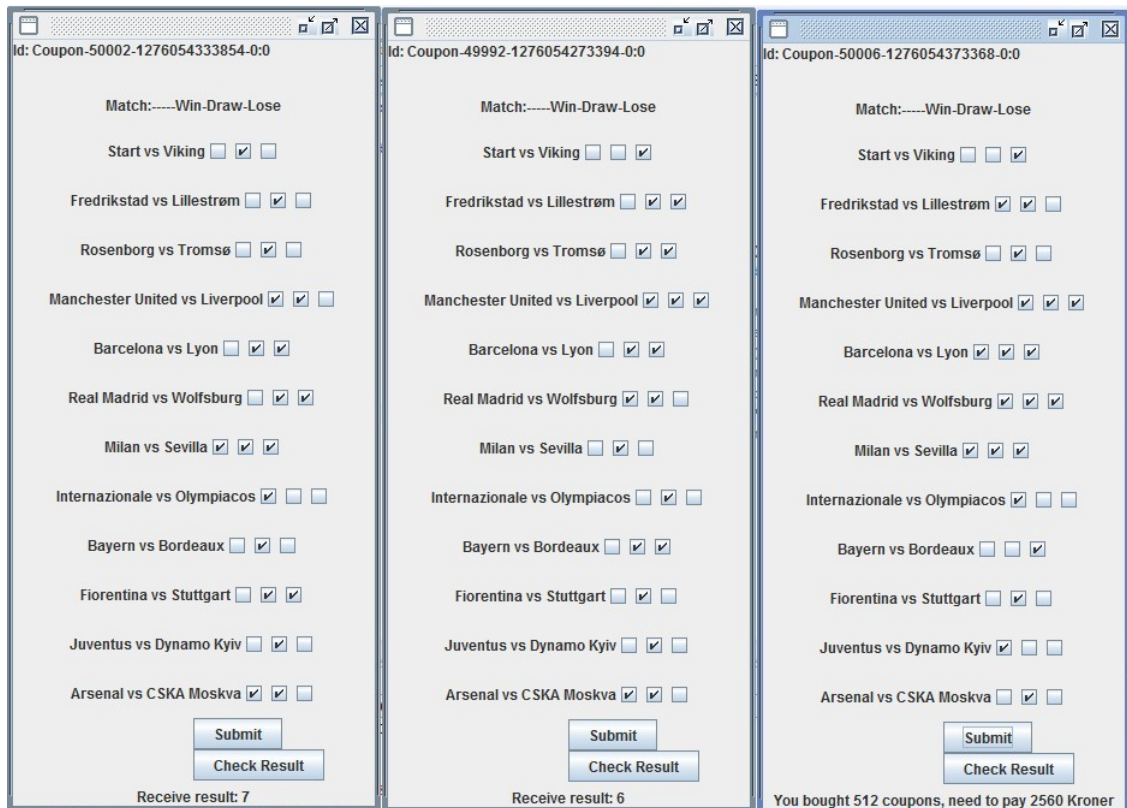 Id: Coupon-50002-1276054333854-0:0
Match:-----Win-Draw-Lose
Start vs Viking
Fredrikstad vs Lillestrøm
Rosenborg vs Tromsø
Manchester United vs Liverpool
Barcelona vs Lyon
Real Madrid vs Wolfsburg
Milan vs Sevilla
Internazionale vs Olympiacos
Bayern vs Bordeaux
Fiorentina vs Stuttgart
Juventus vs Dynamo Kyiv
Arsenal vs CSKA Moskva
Submit
Check Result
Receive result: 7
Id: Coupon-49992-1276054273394-0:0
Match:-----Win-Draw-Lose
Start vs Viking
Fredrikstad vs Lillestrøm
Rosenborg vs Tromsø
Manchester United vs Liverpool
Barcelona vs Lyon
Real Madrid vs Wolfsburg
Milan vs Sevilla
Internazionale vs Olympiacos
Bayern vs Bordeaux
Fiorentina vs Stuttgart
Juventus vs Dynamo Kyiv
Arsenal vs CSKA Moskva
Submit
Check Result
Receive result: 6
Id: Coupon-50006-1276054373368-0:0
Match:-----Win-Draw-Lose
Start vs Viking
Fredrikstad vs Lillestrøm
Rosenborg vs Tromsø
Manchester United vs Liverpool
Barcelona vs Lyon
Real Madrid vs Wolfsburg
Milan vs Sevilla
Internazionale vs Olympiacos
Bayern vs Bordeaux
Fiorentina vs Stuttgart
Juventus vs Dynamo Kyiv
Arsenal vs CSKA Moskva
Submit
Check Result
You bought 512 coupons, need to pay 2560 Kroner